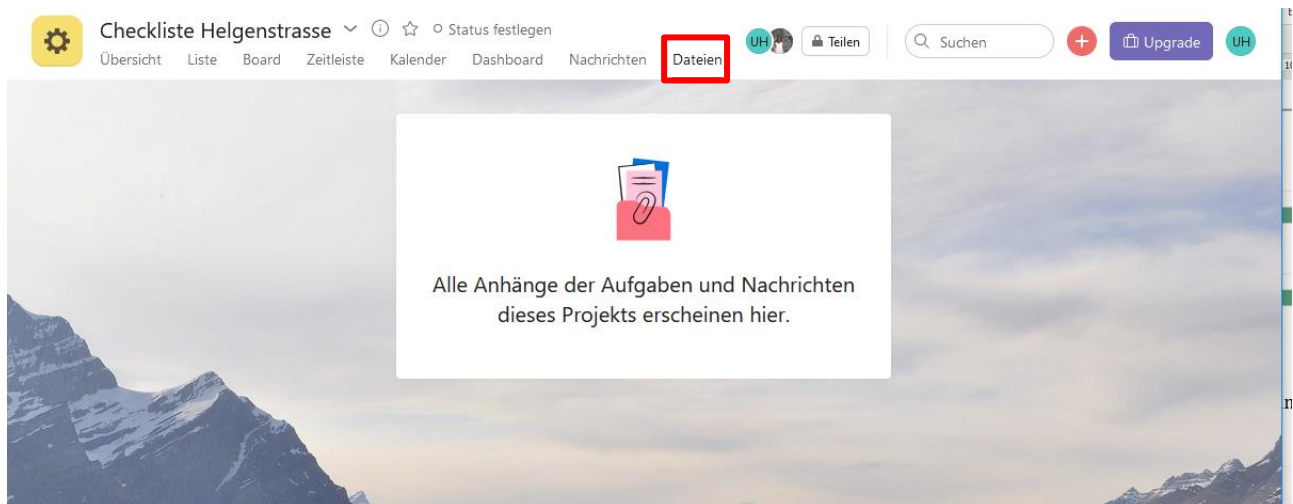 Checkliste Helgenstrasse
Status festlegen
Übersicht Liste Board Zeitleiste Kalender Dashboard Nachrichten Dateien
UH
Teilen
Suchen
Upgrade
UH
Alle Anhänge der Aufgaben und Nachrichten
dieses Projekts erscheinen hier.